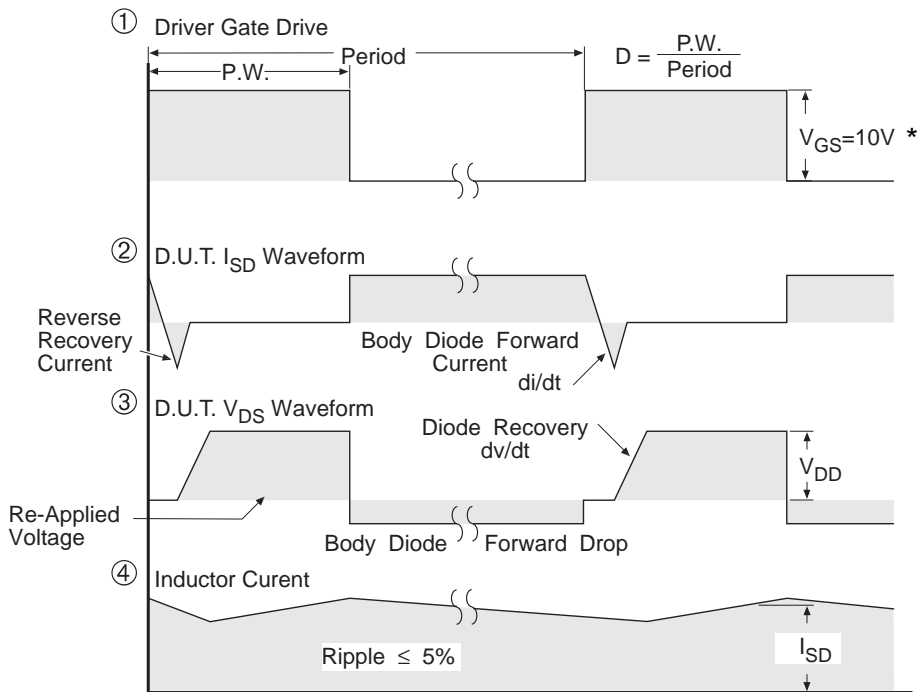 ① Driver Gate Drive
Period
P.W.
D = P.W. / Period
V_GS=10V *
② D.U.T. I_SD Waveform
Reverse
Recovery
Current
Body Diode Forward
Current
di/dt
③ D.U.T. V_DS Waveform
Diode Recovery
dv/dt
V_DD
Re-Applied
Voltage
Body Diode Forward Drop
④ Inductor Curent
Ripple ≤ 5%
I_SD